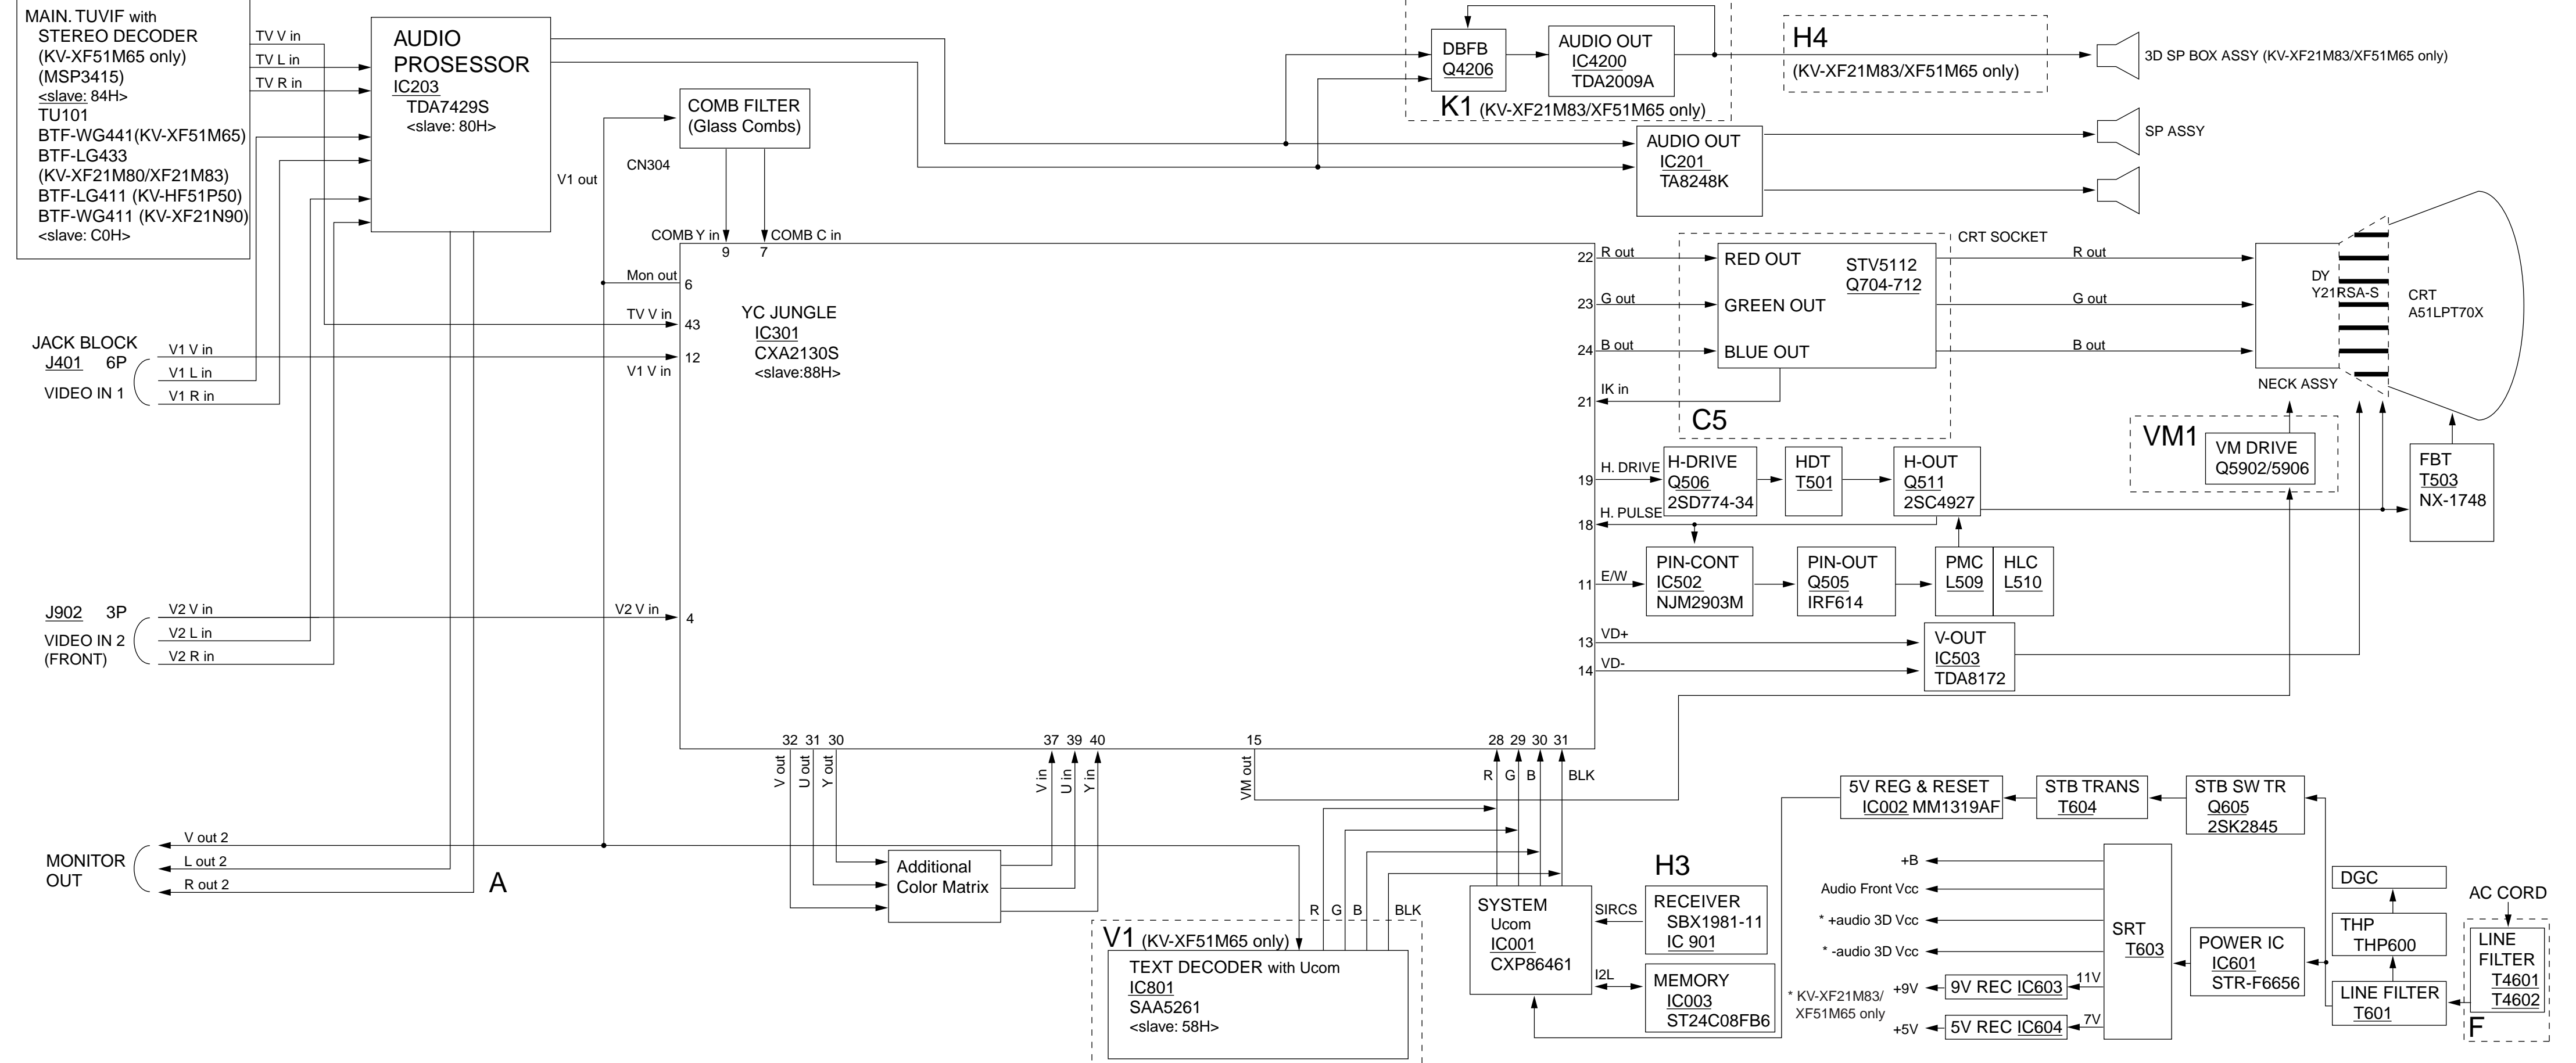 MAIN. TUVIF with
STEREO DECODER
(KV-XF51M65 only)
(MSP3415)
<slave: 84H>
TU101
BTF-WG441(KV-XF51M65)
BTF-LG433
(KV-XF21M80/XF21M83)
BTF-LG411 (KV-HF51P50)
BTF-WG411 (KV-XF21N90)
<slave: C0H>
TV V in
TV L in
TV R in
AUDIO
PROSESSOR
IC203
TDA7429S
<slave: 80H>
V1 out
CN304
COMB FILTER
(Glass Combs)
COMB Y in
COMB C in
9
7
DBFB
Q4206
AUDIO OUT
IC4200
TDA2009A
K1 (KV-XF21M83/XF51M65 only)
H4
(KV-XF21M83/XF51M65 only)
3D SP BOX ASSY (KV-XF21M83/XF51M65 only)
AUDIO OUT
IC201
TA8248K
SP ASSY
Mon out
6
TV V in
43
12
V1 V in
YC JUNGLE
IC301
CXA2130S
<slave:88H>
JACK BLOCK
J401 6P
VIDEO IN 1
V1 V in
V1 L in
V1 R in
J902 3P
VIDEO IN 2
(FRONT)
V2 V in
V2 L in
V2 R in
V2 V in
4
22
R out
23
G out
24
B out
21
IK in
RED OUT
GREEN OUT
BLUE OUT
STV5112
Q704-712
C5
CRT SOCKET
R out
G out
B out
DY
Y21RSA-S
CRT
A51LPT70X
NECK ASSY
VM1
VM DRIVE
Q5902/5906
FBT
T503
NX-1748
19
H. DRIVE
H-DRIVE
Q506
2SD774-34
HDT
T501
H-OUT
Q511
2SC4927
18
H. PULSE
11
E/W
PIN-CONT
IC502
NJM2903M
PIN-OUT
Q505
IRF614
PMC
L509
HLC
L510
13
VD+
14
VD-
V-OUT
IC503
TDA8172
32 31 30
V out
U out
Y out
37 39 40
V in
U in
Y in
15
VM out
28 29 30 31
R
G
B
BLK
MONITOR
OUT
V out 2
L out 2
R out 2
A
Additional
Color Matrix
R
G
B
BLK
V1 (KV-XF51M65 only)
TEXT DECODER with Ucom
IC801
SAA5261
<slave: 58H>
SYSTEM
Ucom
IC001
CXP86461
H3
SIRCS
RECEIVER
SBX1981-11
IC 901
I2L
MEMORY
IC003
ST24C08FB6
5V REG & RESET
IC002 MM1319AF
STB TRANS
T604
STB SW TR
Q605
2SK2845
+B
Audio Front Vcc
* +audio 3D Vcc
* -audio 3D Vcc
+9V
9V REC IC603
11V
+5V
5V REC IC604
7V
* KV-XF21M83/
XF51M65 only
SRT
T603
POWER IC
IC601
STR-F6656
DGC
THP
THP600
LINE FILTER
T601
AC CORD
LINE
FILTER
T4601
T4602
F